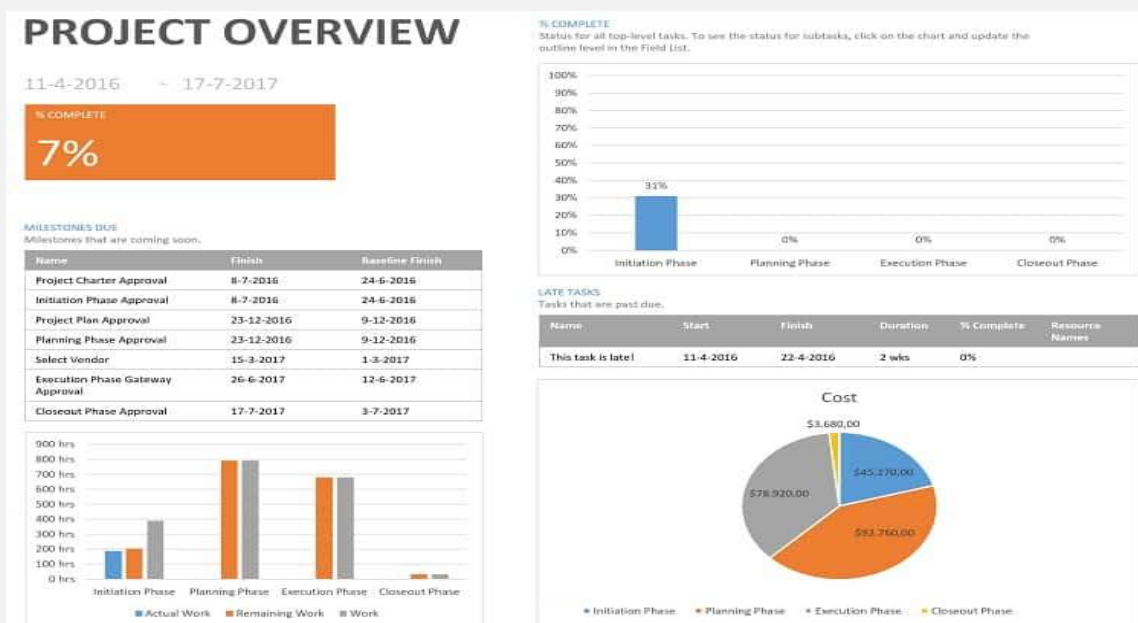 PROJECT OVERVIEW
11-4-2016 - 17-7-2017
% COMPLETE
7%
MILESTONES DUE
Milestones that are coming soon.
Name Finish Baseline Finish
Project Charter Approval 8-7-2016 24-6-2016
Initiation Phase Approval 8-7-2016 24-6-2016
Project Plan Approval 23-12-2016 9-12-2016
Planning Phase Approval 23-12-2016 9-12-2016
Select Vendor 15-3-2017 1-3-2017
Execution Phase Gateway
Approval 26-6-2017 12-6-2017
Closeout Phase Approval 17-7-2017 3-7-2017
900 hrs
800 hrs
700 hrs
600 hrs
500 hrs
400 hrs
300 hrs
200 hrs
100 hrs
0 hrs
Initiation Phase Planning Phase Execution Phase Closeout Phase
Actual Work Remaining Work Work
% COMPLETE
Status for all top-level tasks. To see the status for subtasks, click on the chart and update the
outline level in the Field List.
100%
90%
80%
70%
60%
50%
40%
30%
20%
10%
0%
31% 0% 0% 0%
Initiation Phase Planning Phase Execution Phase Closeout Phase
LATE TASKS
Tasks that are past due.
Name Start Finish Duration % Complete Resource
Names
This task is late! 11-4-2016 22-4-2016 2 wks 0%
Cost
$3.680,00
$78.920,00
$93.760,00
Initiation Phase Planning Phase Execution Phase Closeout Phase